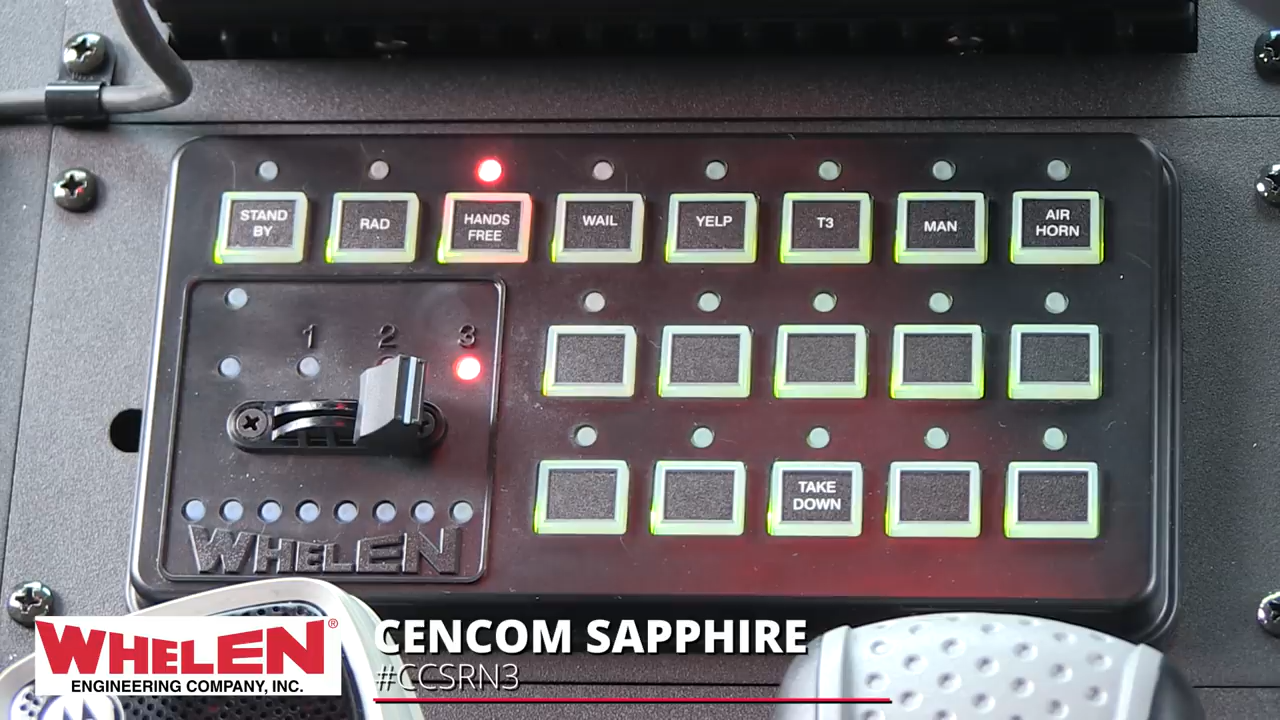 STAND
BY
RAD
HANDS
FREE
WAIL
YELP
T3
MAN
AIR
HORN
1 2 3
TAKE
DOWN
WHELEN
WHELEN®
ENGINEERING COMPANY, INC.
CENCOM SAPPHIRE
#CCSRN3